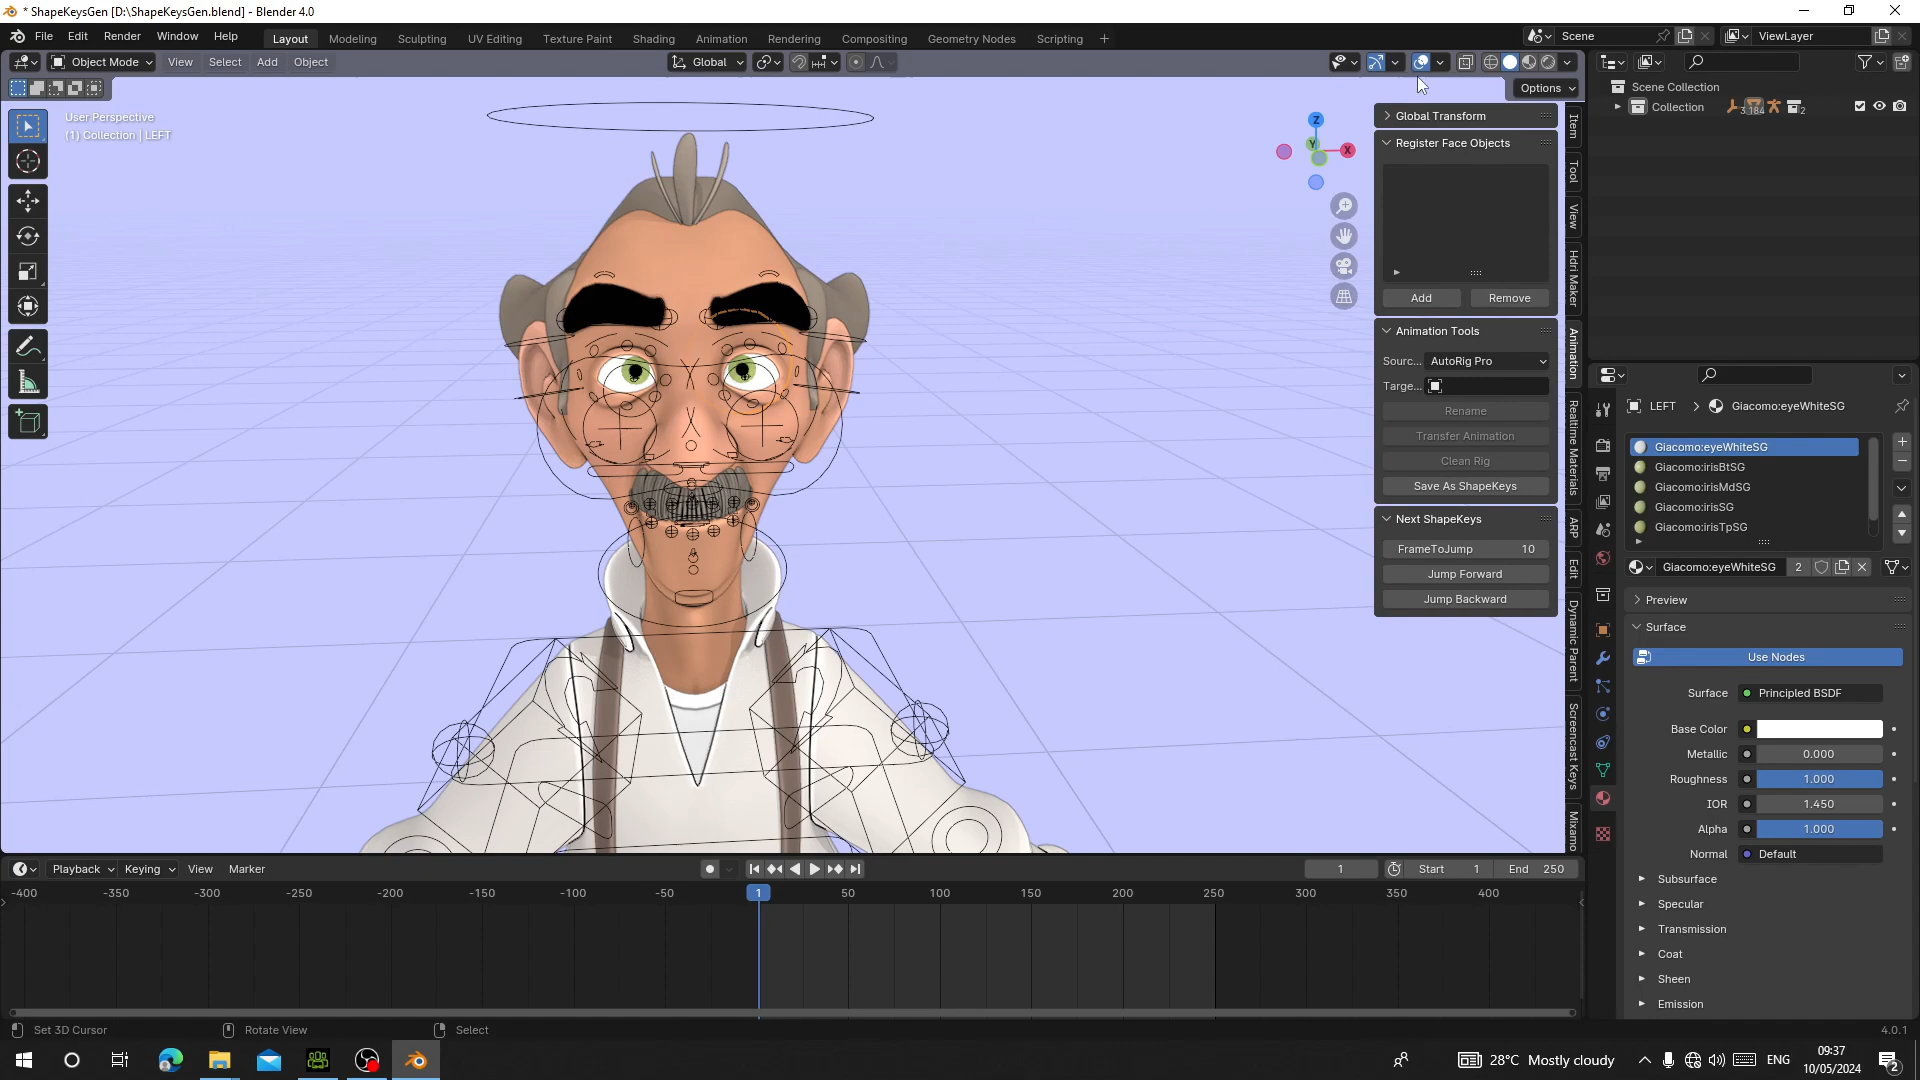 * ShapeKeysGen [D:\ShapeKeysGen.blend] - Blender 4.0
File Edit Render Window Help
Layout Modeling Sculpting UV Editing Texture Paint Shading Animation Rendering Compositing Geometry Nodes Scripting +
Scene
ViewLayer
Object Mode View Select Add Object
Global
Options
User Perspective
(1) Collection | LEFT
Z
Y
X
Global Transform
Register Face Objects
Add Remove
Animation Tools
Sourc... AutoRig Pro
Targe...
Rename
Transfer Animation
Clean Rig
Save As ShapeKeys
Next ShapeKeys
FrameToJump 10
Jump Forward
Jump Backward
Item
Tool
View
Hdri Maker
Animation
Realtime Materials
ARP
Edit
Dynamic Parent
Screencast Keys
Mixamo
Scene Collection
Collection 3 184 2
LEFT Giacomo:eyeWhiteSG
Giacomo:eyeWhiteSG
Giacomo:irisBtSG
Giacomo:irisMdSG
Giacomo:irisSG
Giacomo:irisTpSG
Giacomo:eyeWhiteSG 2
Preview
Surface
Use Nodes
Surface Principled BSDF
Base Color
Metallic 0.000
Roughness 1.000
IOR 1.450
Alpha 1.000
Normal Default
Subsurface
Specular
Transmission
Coat
Sheen
Emission
Playback Keying View Marker
1 Start 1 End 250
-400 -350 -300 -250 -200 -150 -100 -50 1 50 100 150 200 250 300 350 400
Set 3D Cursor Rotate View Select
4.0.1
28°C Mostly cloudy
ENG
09:37
10/05/2024
2